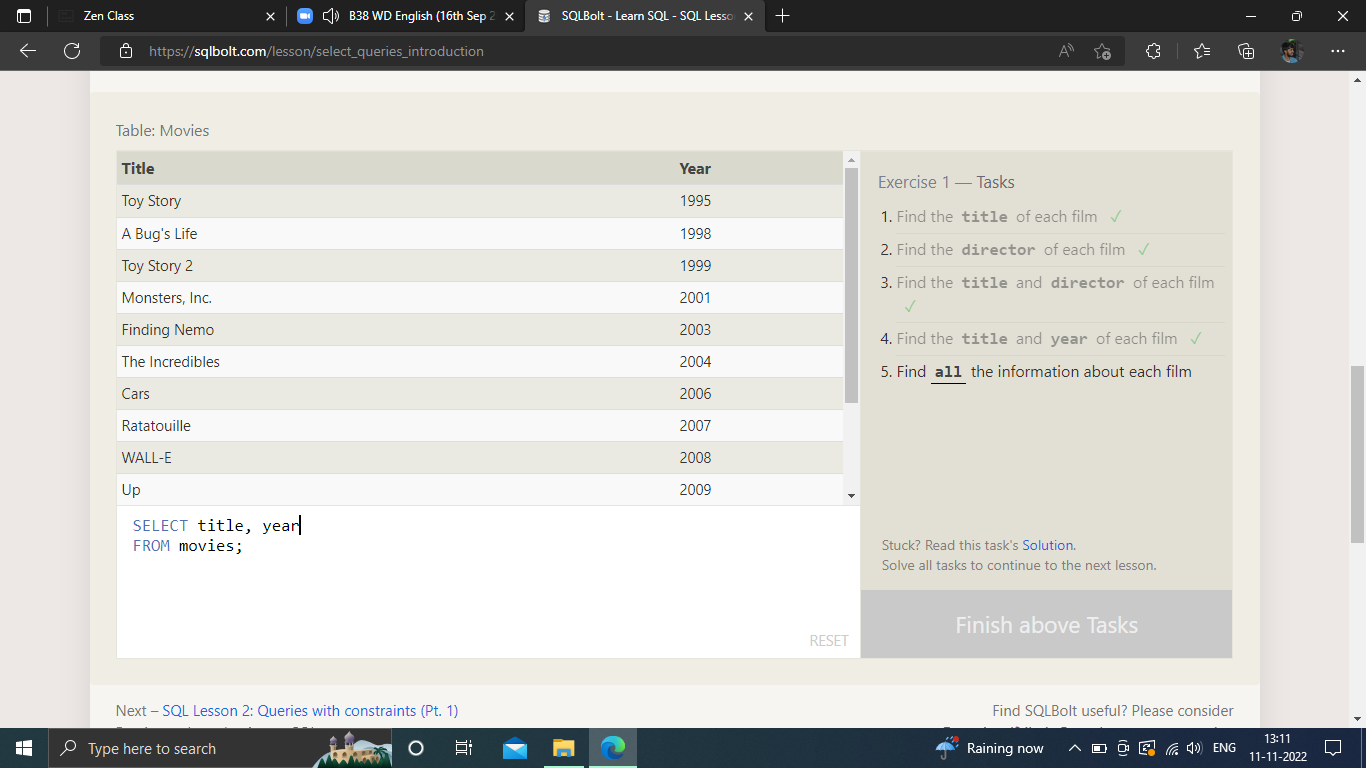 Zen Class
B38 WD English (16th Sep 2
SQLBolt - Learn SQL - SQL Lesso
https://sqlbolt.com/lesson/select_queries_introduction
Table: Movies
Title Year
Toy Story 1995
A Bug's Life 1998
Toy Story 2 1999
Monsters, Inc. 2001
Finding Nemo 2003
The Incredibles 2004
Cars 2006
Ratatouille 2007
WALL-E 2008
Up 2009
SELECT title, year
FROM movies;
RESET
Exercise 1 — Tasks
1. Find the title of each film ✓
2. Find the director of each film ✓
3. Find the title and director of each film
✓
4. Find the title and year of each film ✓
5. Find all the information about each film
Stuck? Read this task's Solution.
Solve all tasks to continue to the next lesson.
Finish above Tasks
Next – SQL Lesson 2: Queries with constraints (Pt. 1)
Find SQLBolt useful? Please consider
Type here to search
Raining now
ENG
13:11
11-11-2022